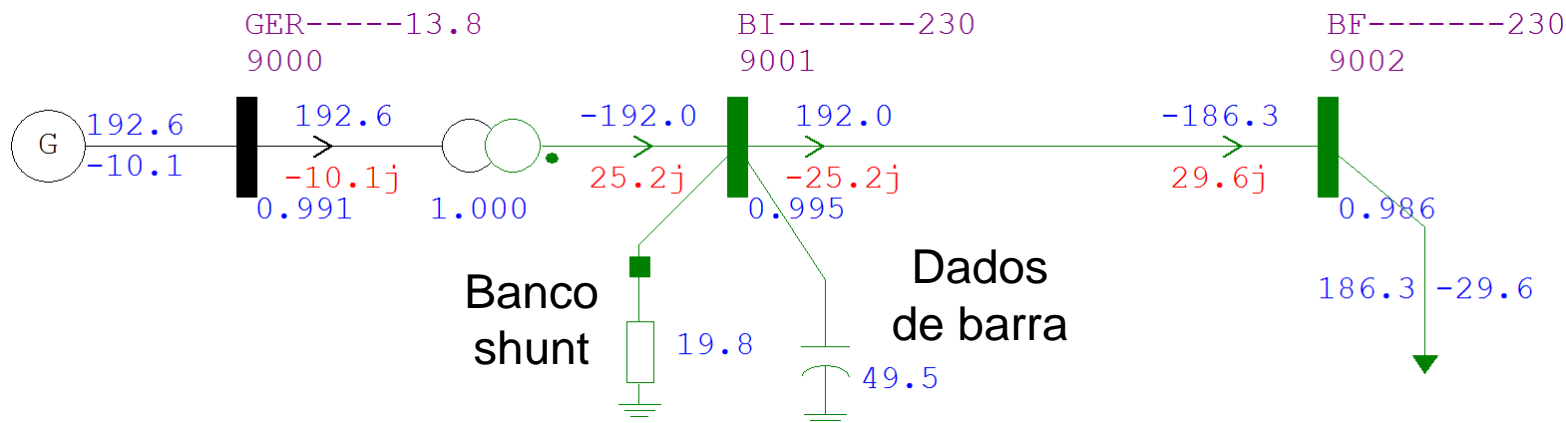 GER-----13.8
9000
BI-------230
9001
BF-------230
9002
G
192.6
-10.1
192.6
-10.1j
0.991
1.000
-192.0
25.2j
192.0
-25.2j
0.995
-186.3
29.6j
0.986
Banco
shunt
19.8
Dados
de barra
49.5
186.3
-29.6